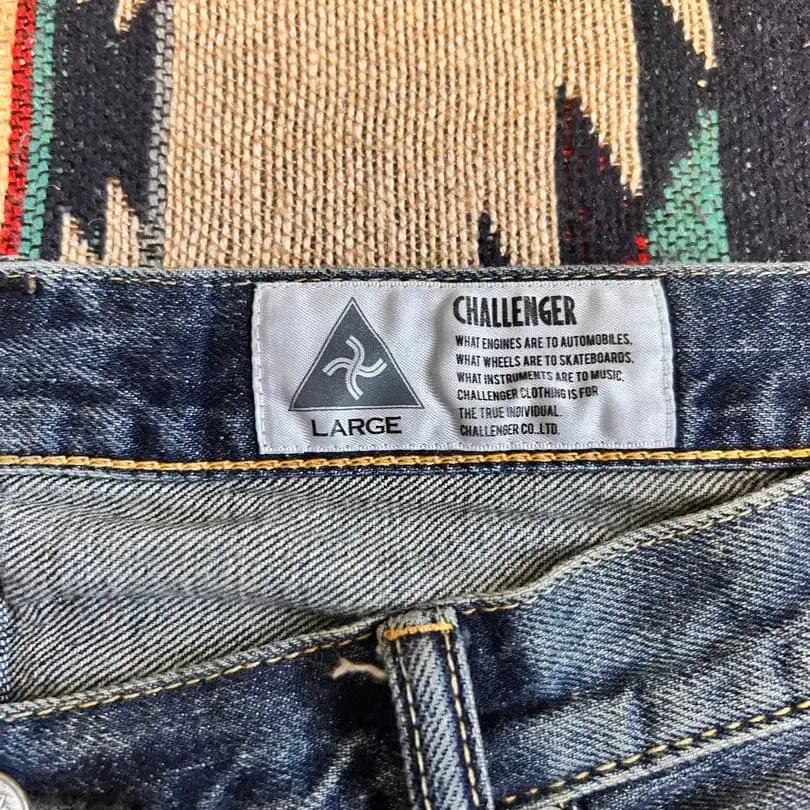 CHALLENGER
WHAT ENGINES ARE TO AUTOMOBILES,
WHAT WHEELS ARE TO SKATEBOARDS,
WHAT INSTRUMENTS ARE TO MUSIC,
CHALLENGER CLOTHING IS FOR
THE TRUE INDIVIDUAL.
CHALLENGER CO.,LTD.
LARGE